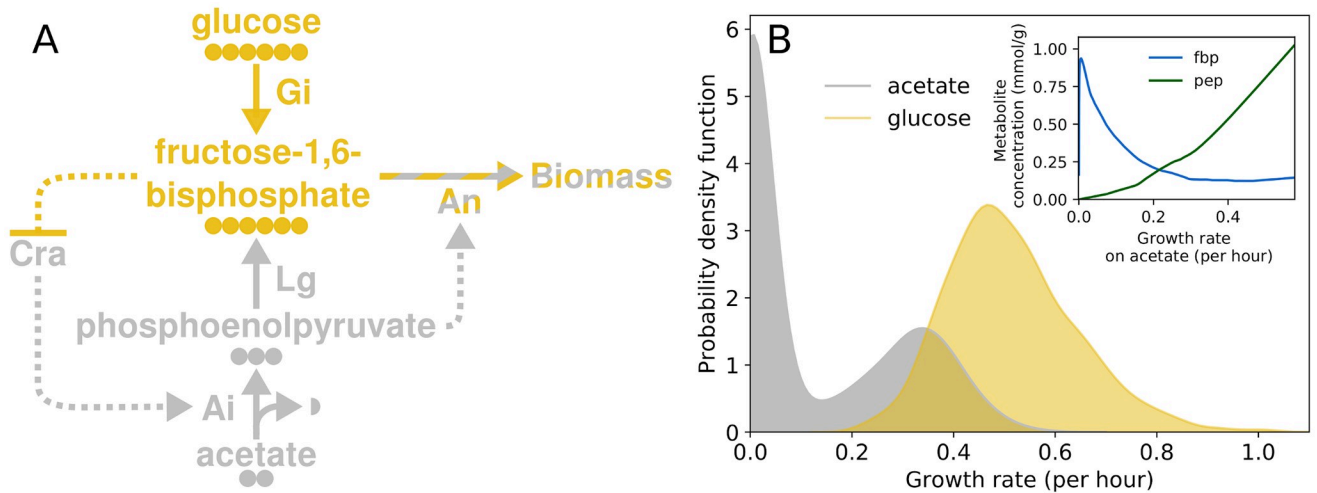 A
glucose
Gi
fructose-1,6-
bisphosphate
Biomass
An
Cra
Lg
phosphoenolpyruvate
Ai
acetate
B
Probability density function
6
5
4
3
2
1
0
0.0 0.2 0.4 0.6 0.8 1.0
Growth rate (per hour)
acetate
glucose
Metabolite
concentration (mmol/g)
1.00
0.75
0.50
0.25
0.00
fbp
pep
0.0 0.2 0.4
Growth rate
on acetate (per hour)